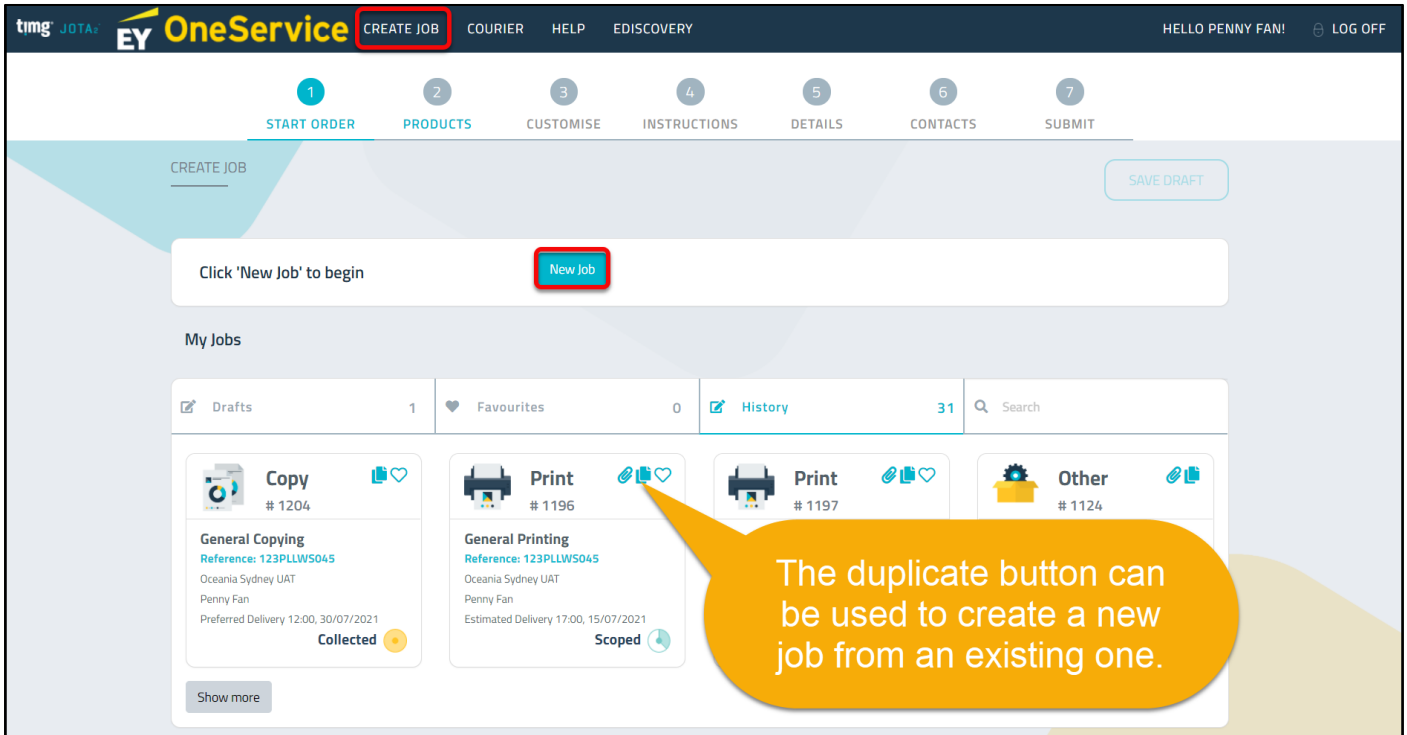 timg JOTA2 EY OneService CREATE JOB COURIER HELP EDISCOVERY HELLO PENNY FAN! LOG OFF
1 2 3 4 5 6 7
START ORDER PRODUCTS CUSTOMISE INSTRUCTIONS DETAILS CONTACTS SUBMIT
CREATE JOB
SAVE DRAFT
Click 'New Job' to begin New Job
My Jobs
Drafts 1 Favourites 0 History 31 Search
Copy
# 1204
General Copying
Reference: 123PLLWS045
Oceania Sydney UAT
Penny Fan
Preferred Delivery 12:00, 30/07/2021
Collected
Print
# 1196
General Printing
Reference: 123PLLWS045
Oceania Sydney UAT
Penny Fan
Estimated Delivery 17:00, 15/07/2021
Scoped
Print
# 1197
Other
# 1124
The duplicate button can
be used to create a new
job from an existing one.
Show more